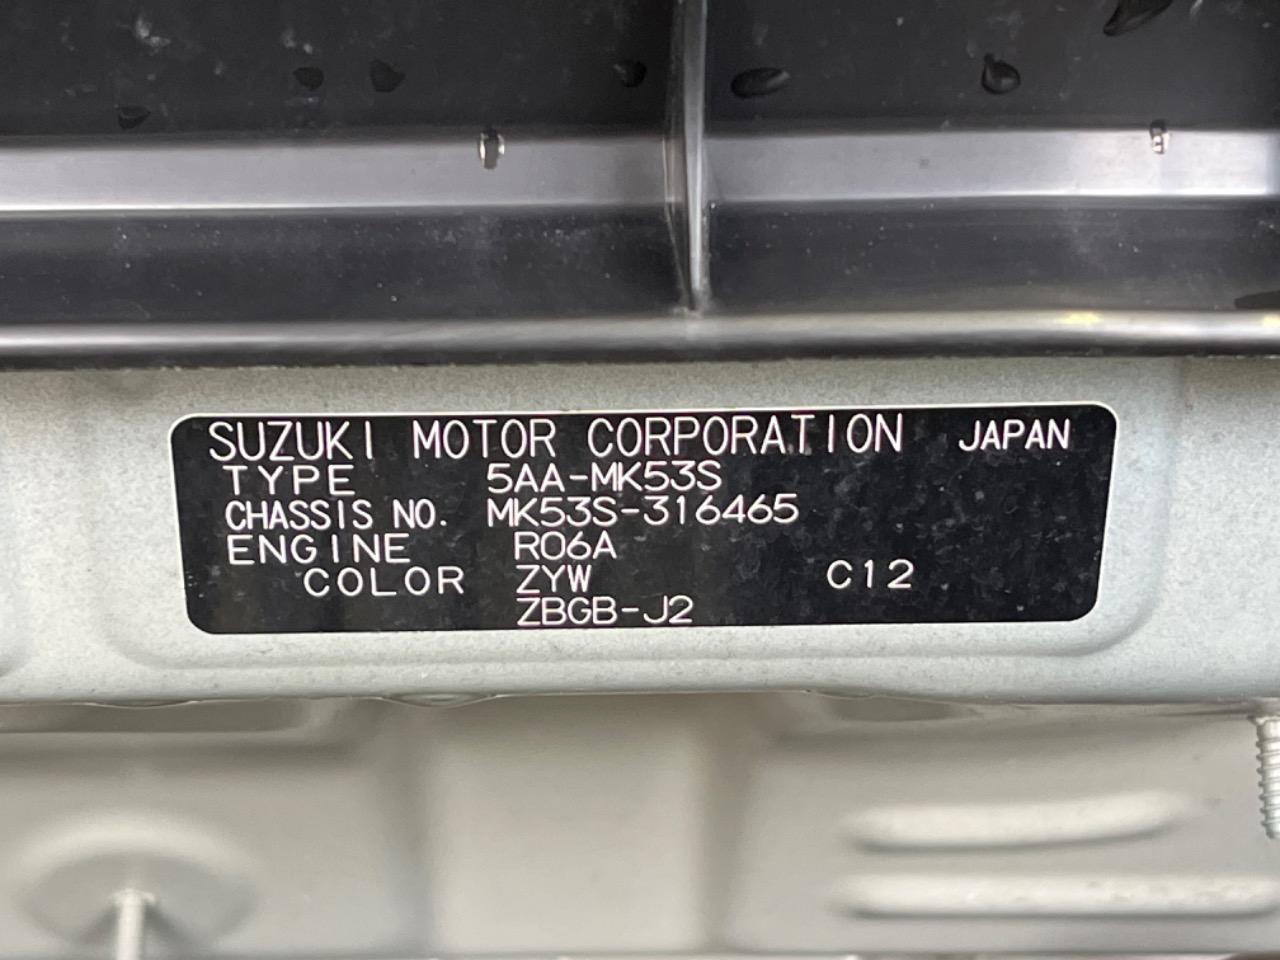 SUZUKI MOTOR CORPORATION JAPAN
TYPE 5AA-MK53S
CHASSIS NO. MK53S-316465
ENGINE R06A
COLOR ZYW C12
ZBGB-J2